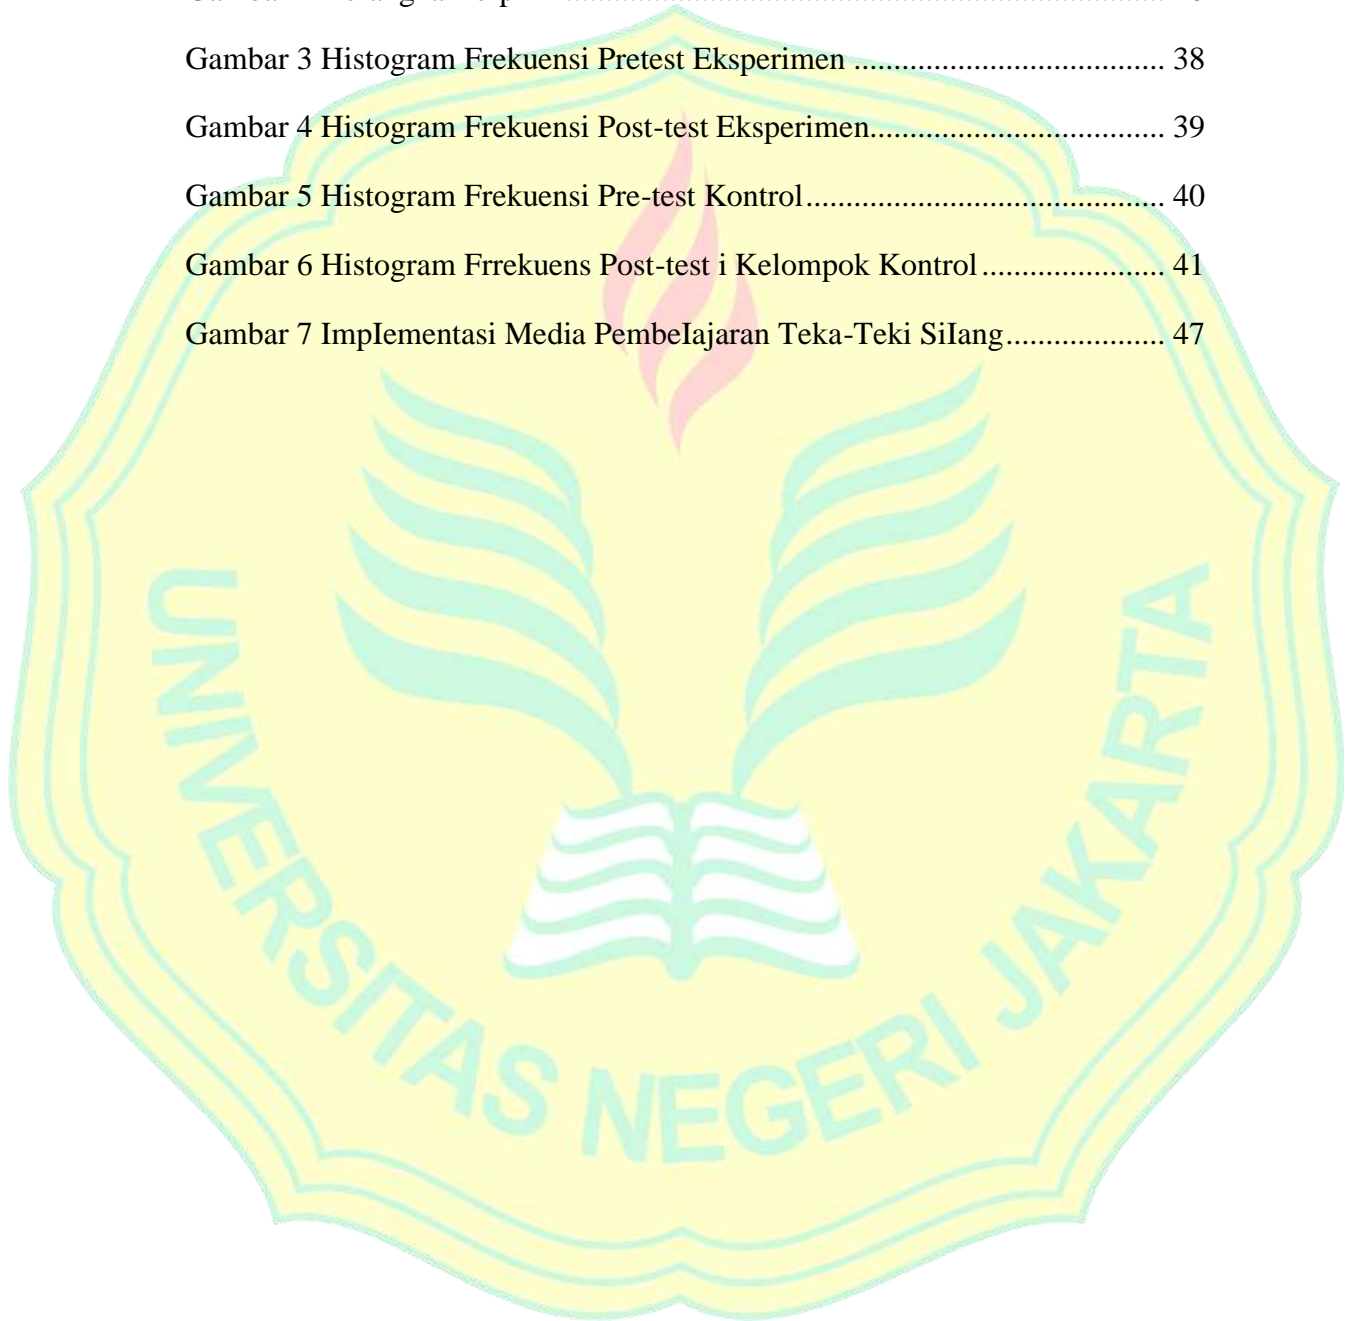 Gambar 3 Histogram Frekuensi Pretest Eksperimen ........................................ 38
Gambar 4 Histogram Frekuensi Post-test Eksperimen...................................... 39
Gambar 5 Histogram Frekuensi Pre-test Kontrol.............................................. 40
Gambar 6 Histogram Frrekuens Post-test i Kelompok Kontrol....................... 41
Gambar 7 ImpIementasi Media PembeIajaran Teka-Teki SiIang.................... 47
UNIVERSITAS NEGERI JAKARTA